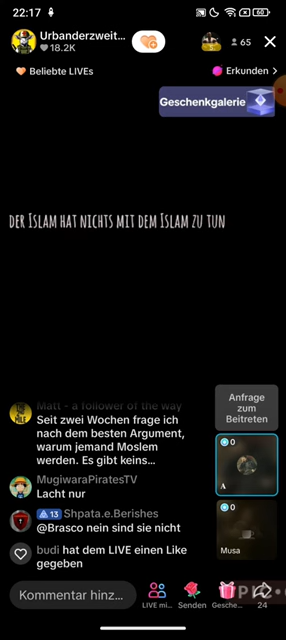 22:17
60
Urbanderzweit...
18.2K
65
Beliebte LIVEs
Erkunden >
Geschenkgalerie
der Islam hat nichts mit dem Islam zu tun
Matt - a follower of the way
Seit zwei Wochen frage ich
nach dem besten Argument,
warum jemand Moslem
werden. Es gibt keins...
MugiwaraPiratesTV
Lacht nur
13 Shpata.e.Berishes
@Brasco nein sind sie nicht
budi hat dem LIVE einen Like
gegeben
Anfrage
zum
Beitreten
0
A
0
Musa
Kommentar hinz...
LIVE mi...
Senden
Gesche...
24